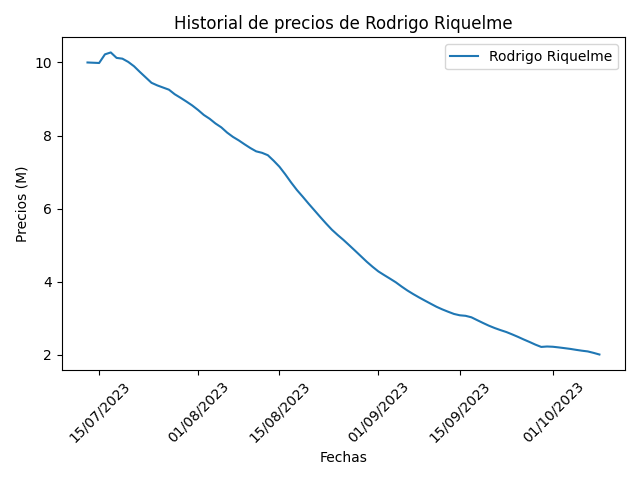 Historial de precios de Rodrigo Riquelme
Rodrigo Riquelme
Precios (M)
10
8
6
4
2
15/07/2023
01/08/2023
15/08/2023
01/09/2023
15/09/2023
01/10/2023
Fechas